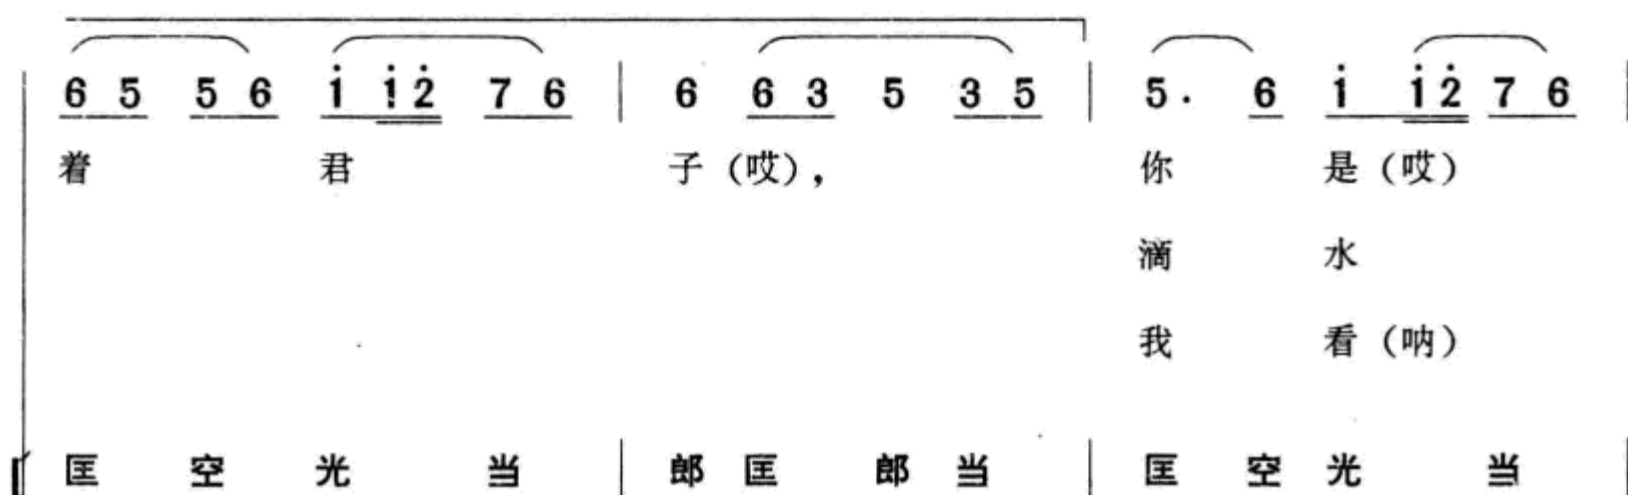 6 5 5 6 i i 2̇ 7 6 | 6 6 3 5 3 5 | 5 · 6 i i 2̇ 7 6 |
着 君 子（哎）， 你 是（哎）
滴 水
我 看（呐）
匡 空 光 当 | 郎 匡 郎 当 | 匡 空 光 当